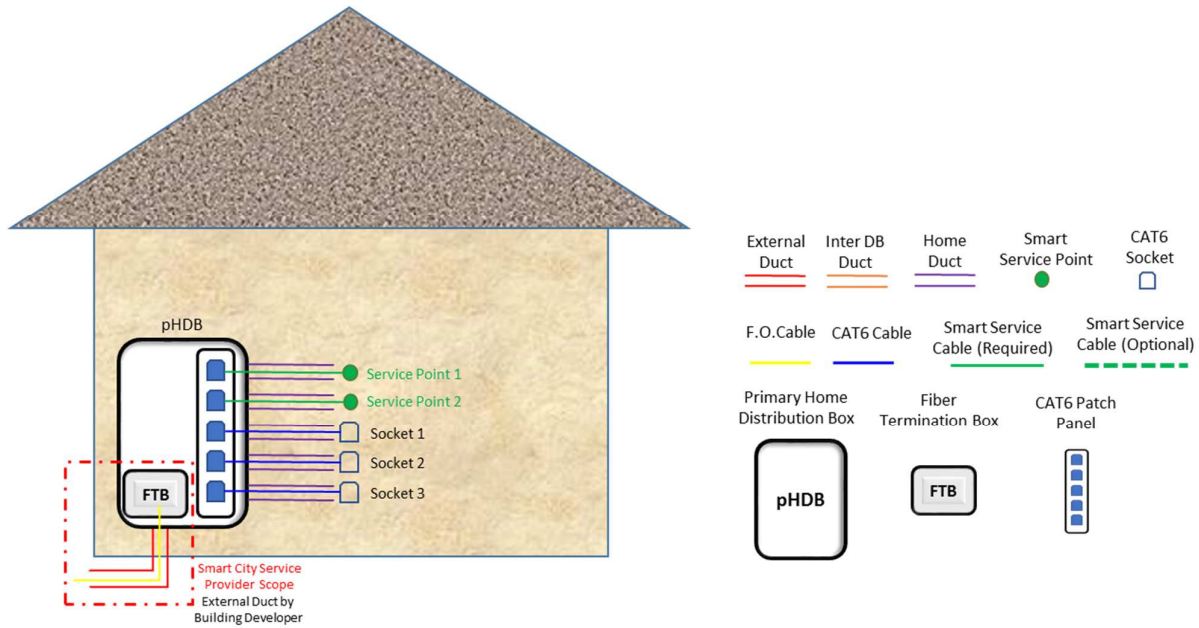 pHDB
Service Point 1
Service Point 2
Socket 1
Socket 2
Socket 3
FTB
Smart City Service
Provider Scope
External Duct by
Building Developer
External
Duct
Inter DB
Duct
Home
Duct
Smart
Service Point
CAT6
Socket
F.O.Cable
CAT6 Cable
Smart Service
Cable (Required)
Smart Service
Cable (Optional)
Primary Home
Distribution Box
Fiber
Termination Box
CAT6 Patch
Panel
pHDB
FTB